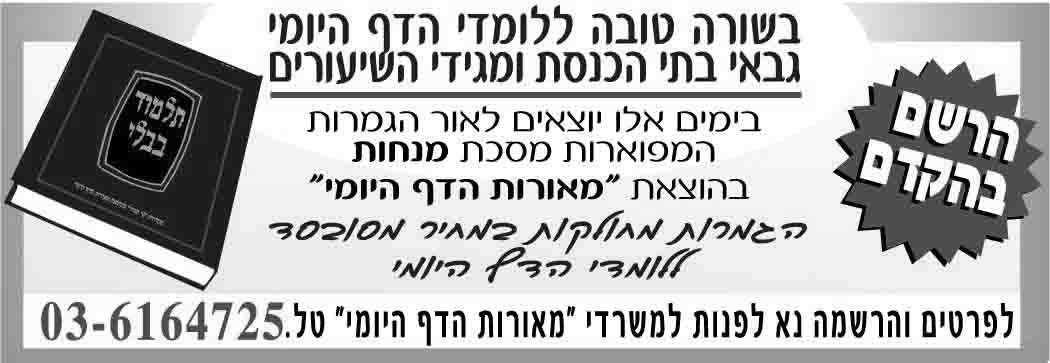 בשורה טובה ללומדי הדף היומי
גבאי בתי הכנסת ומגידי השיעורים
בימים אלו יוצאים לאור הגמרות
המפוארות מסכת מנחות
בהוצאת "מאורות הדף היומי"
הגמרות מחולקות במחיר מסובסד
ללומדי הדף היומי
הרשם
בהקדם
תלמוד
בבלי
לפרטים והרשמה נא לפנות למשרדי "מאורות הדף היומי" טל.03-6164725